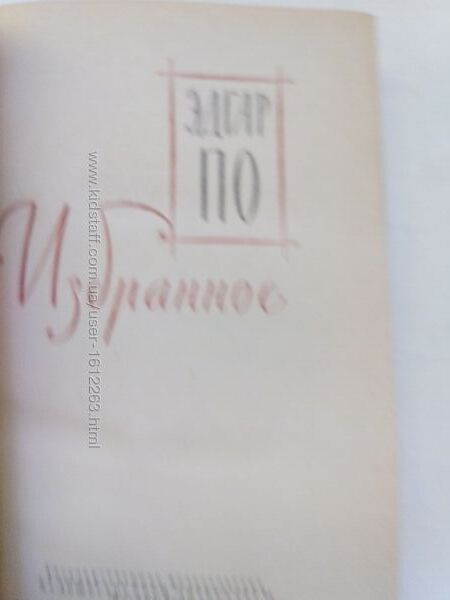 ЭДГАР
ПО
Избранное
www.kidstaff.com.ua/user-1612263.html